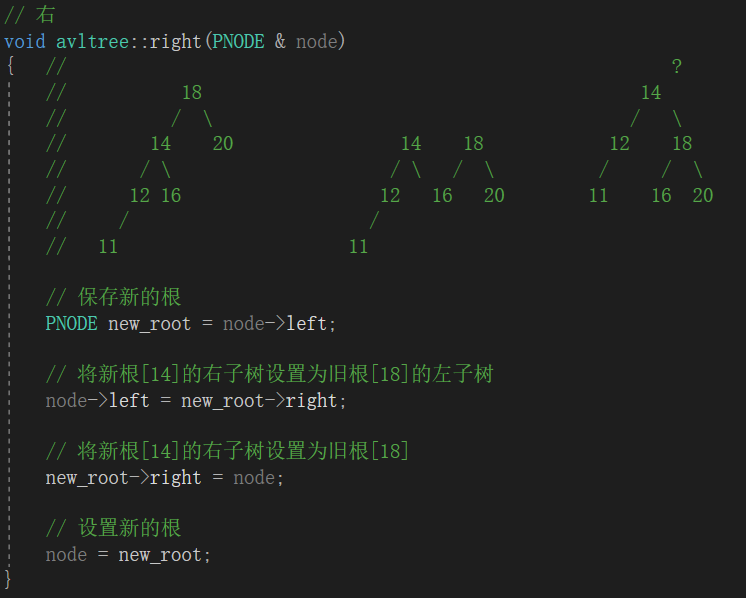 // 右
void avltree::right(PNODE & node)
{   //                                                          ?
    //           18                                          14
    //          /  \                                        /   \
    //        14    20                14    18            12    18
    //       / \                     / \   /  \          /     /  \
    //      12 16                   12   16   20       11    16  20
    //     /                       /
    //   11                      11
    // 保存新的根
    PNODE new_root = node->left;
    // 将新根[14]的右子树设置为旧根[18]的左子树
    node->left = new_root->right;
    // 将新根[14]的右子树设置为旧根[18]
    new_root->right = node;
    // 设置新的根
    node = new_root;
}